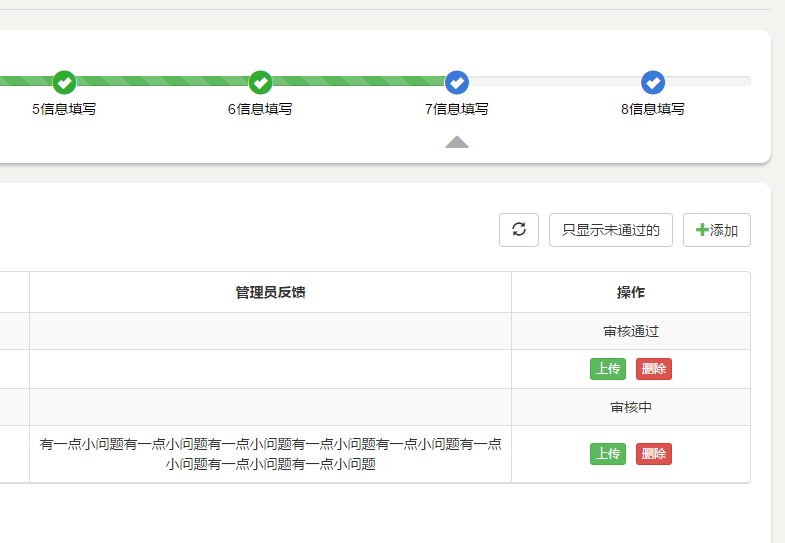 5信息填写
6信息填写
7信息填写
8信息填写
只显示未通过的
添加
管理员反馈
操作
审核通过
上传
删除
审核中
有一点小问题有一点小问题有一点小问题有一点小问题有一点小问题有一点
小问题有一点小问题有一点小问题
上传
删除